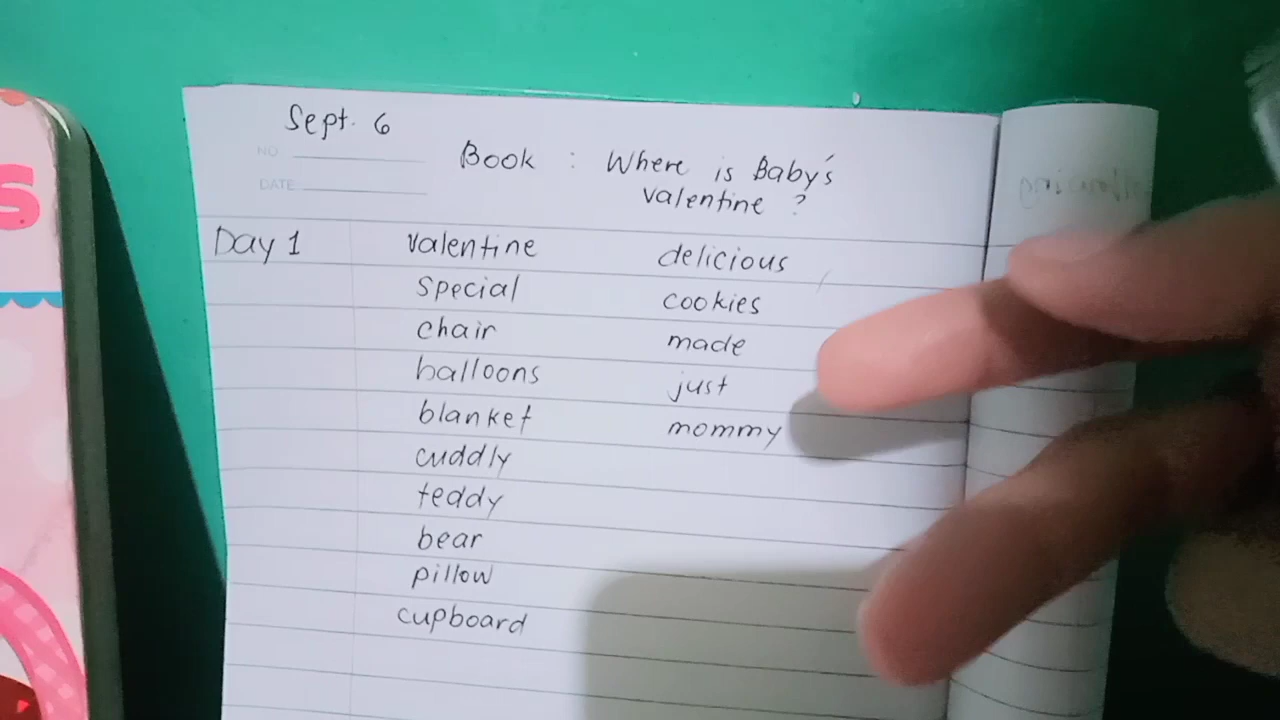 Sept. 6
NO.
DATE
Book : Where is Baby's
Valentine ?
Day 1
valentine delicious
special cookies
chair made
balloons just
blanket mommy
cuddly
teddy
bear
pillow
cupboard
S